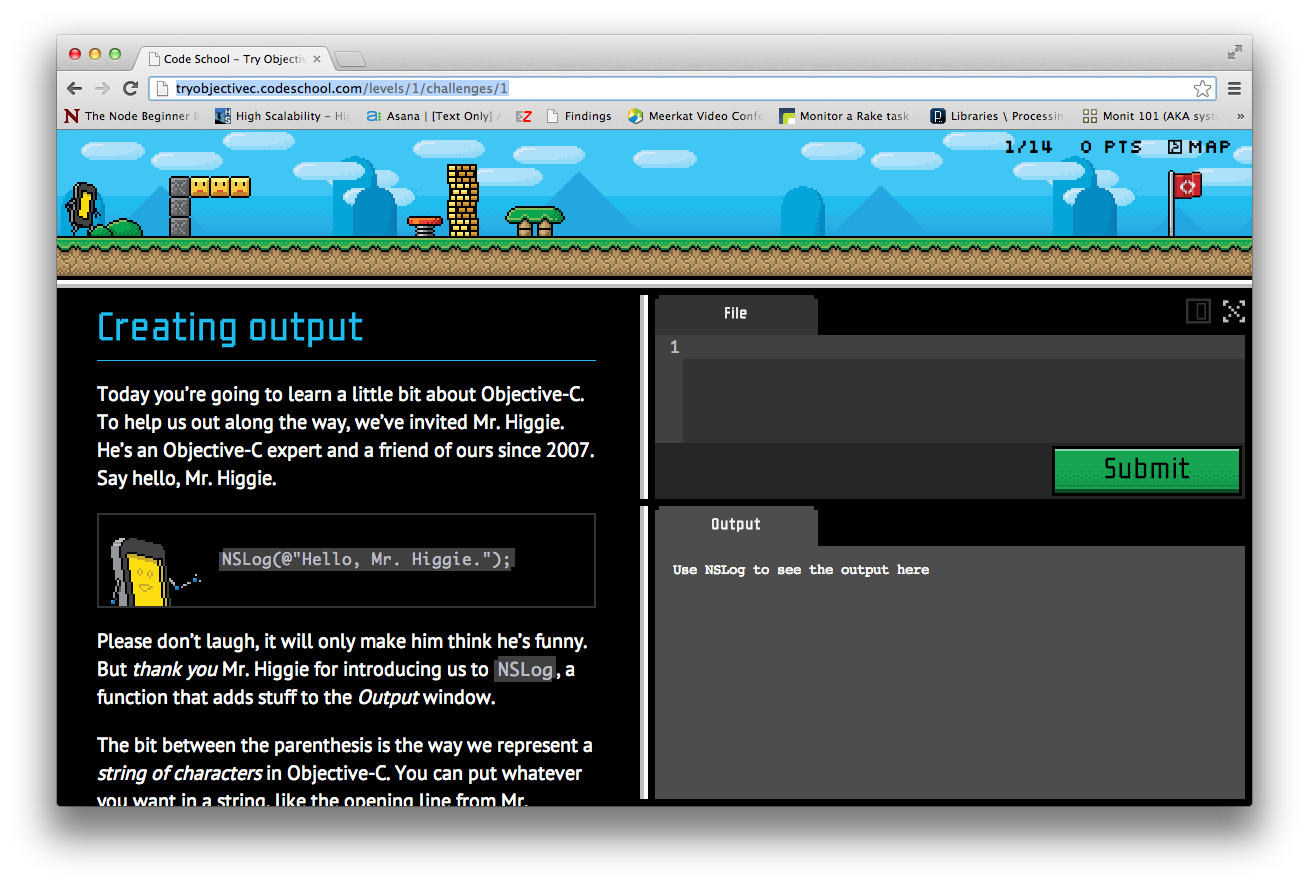 Code School – Try Objectiv
tryobjectivec.codeschool.com/levels/1/challenges/1
The Node Beginner High Scalability – Hig Asana | [Text Only] EZ Findings Meerkat Video Confe Monitor a Rake task Libraries \ Processin Monit 101 (AKA syst »
1/14 0 PTS MAP
Creating output
Today you’re going to learn a little bit about Objective-C.
To help us out along the way, we’ve invited Mr. Higgie.
He’s an Objective-C expert and a friend of ours since 2007.
Say hello, Mr. Higgie.
NSLog(@"Hello, Mr. Higgie.");
Please don’t laugh, it will only make him think he’s funny.
But thank you Mr. Higgie for introducing us to NSLog, a
function that adds stuff to the Output window.
The bit between the parenthesis is the way we represent a
string of characters in Objective-C. You can put whatever
you want in a string, like the opening line from Mr.
File
1
Submit
Output
Use NSLog to see the output here